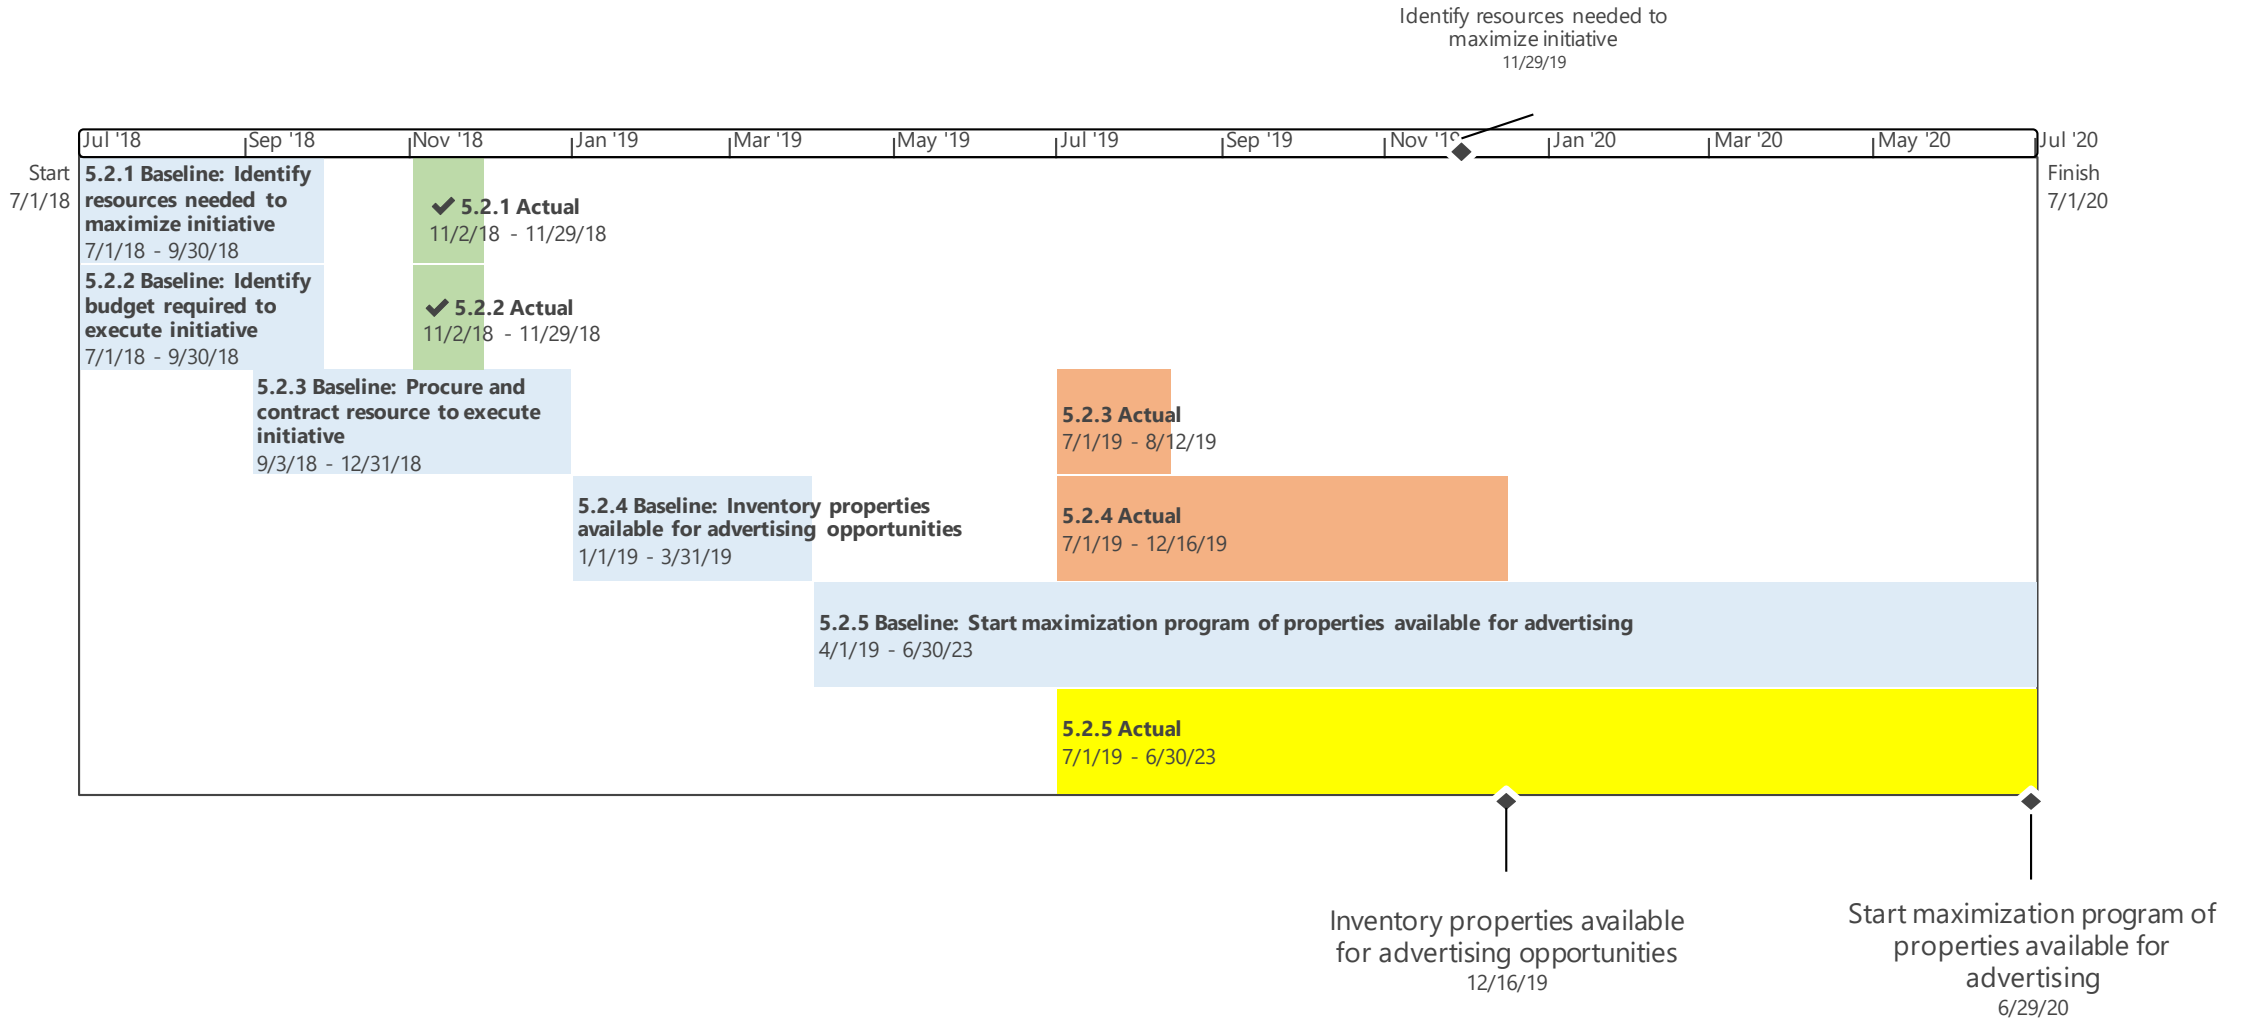 Identify resources needed to
maximize initiative
11/29/19
Jul '18
Sep '18
Nov '18
Jan '19
Mar '19
May '19
Jul '19
Sep '19
Nov '19
Jan '20
Mar '20
May '20
Jul '20
Start
7/1/18
Finish
7/1/20
5.2.1 Baseline: Identify
resources needed to
maximize initiative
7/1/18 - 9/30/18
✔ 5.2.1 Actual
11/2/18 - 11/29/18
5.2.2 Baseline: Identify
budget required to
execute initiative
7/1/18 - 9/30/18
✔ 5.2.2 Actual
11/2/18 - 11/29/18
5.2.3 Baseline: Procure and
contract resource to execute
initiative
9/3/18 - 12/31/18
5.2.3 Actual
7/1/19 - 8/12/19
5.2.4 Baseline: Inventory properties
available for advertising opportunities
1/1/19 - 3/31/19
5.2.4 Actual
7/1/19 - 12/16/19
5.2.5 Baseline: Start maximization program of properties available for advertising
4/1/19 - 6/30/23
5.2.5 Actual
7/1/19 - 6/30/23
Inventory properties available
for advertising opportunities
12/16/19
Start maximization program of
properties available for
advertising
6/29/20